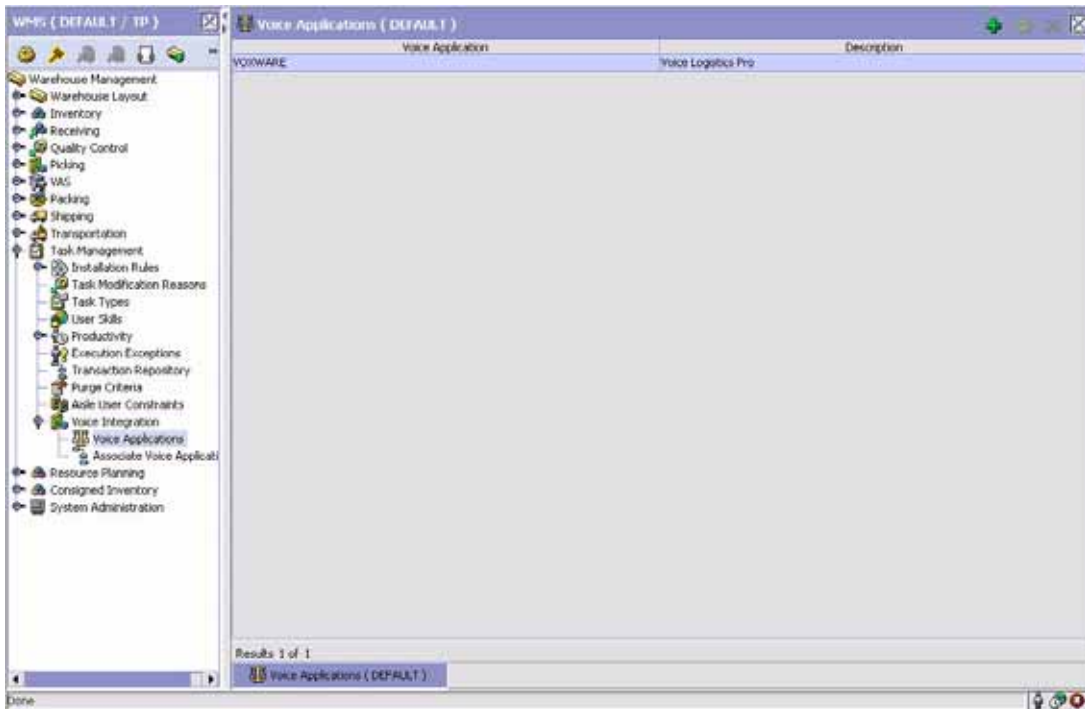 WMS ( DEFAULT / TP )
Warehouse Management
Warehouse Layout
Inventory
Receiving
Quality Control
Picking
VAS
Packing
Shipping
Transportation
Task Management
Installation Rules
Task Modification Reasons
Task Types
User Skills
Productivity
Execution Exceptions
Transaction Repository
Purge Criteria
Aisle User Constraints
Voice Integration
Voice Applications
Associate Voice Applicati
Resource Planning
Consigned Inventory
System Administration
Voice Applications ( DEFAULT )
Voice Application Description
VOXWARE Voice Logistics Pro
Results 1 of 1
Voice Applications ( DEFAULT )
Done